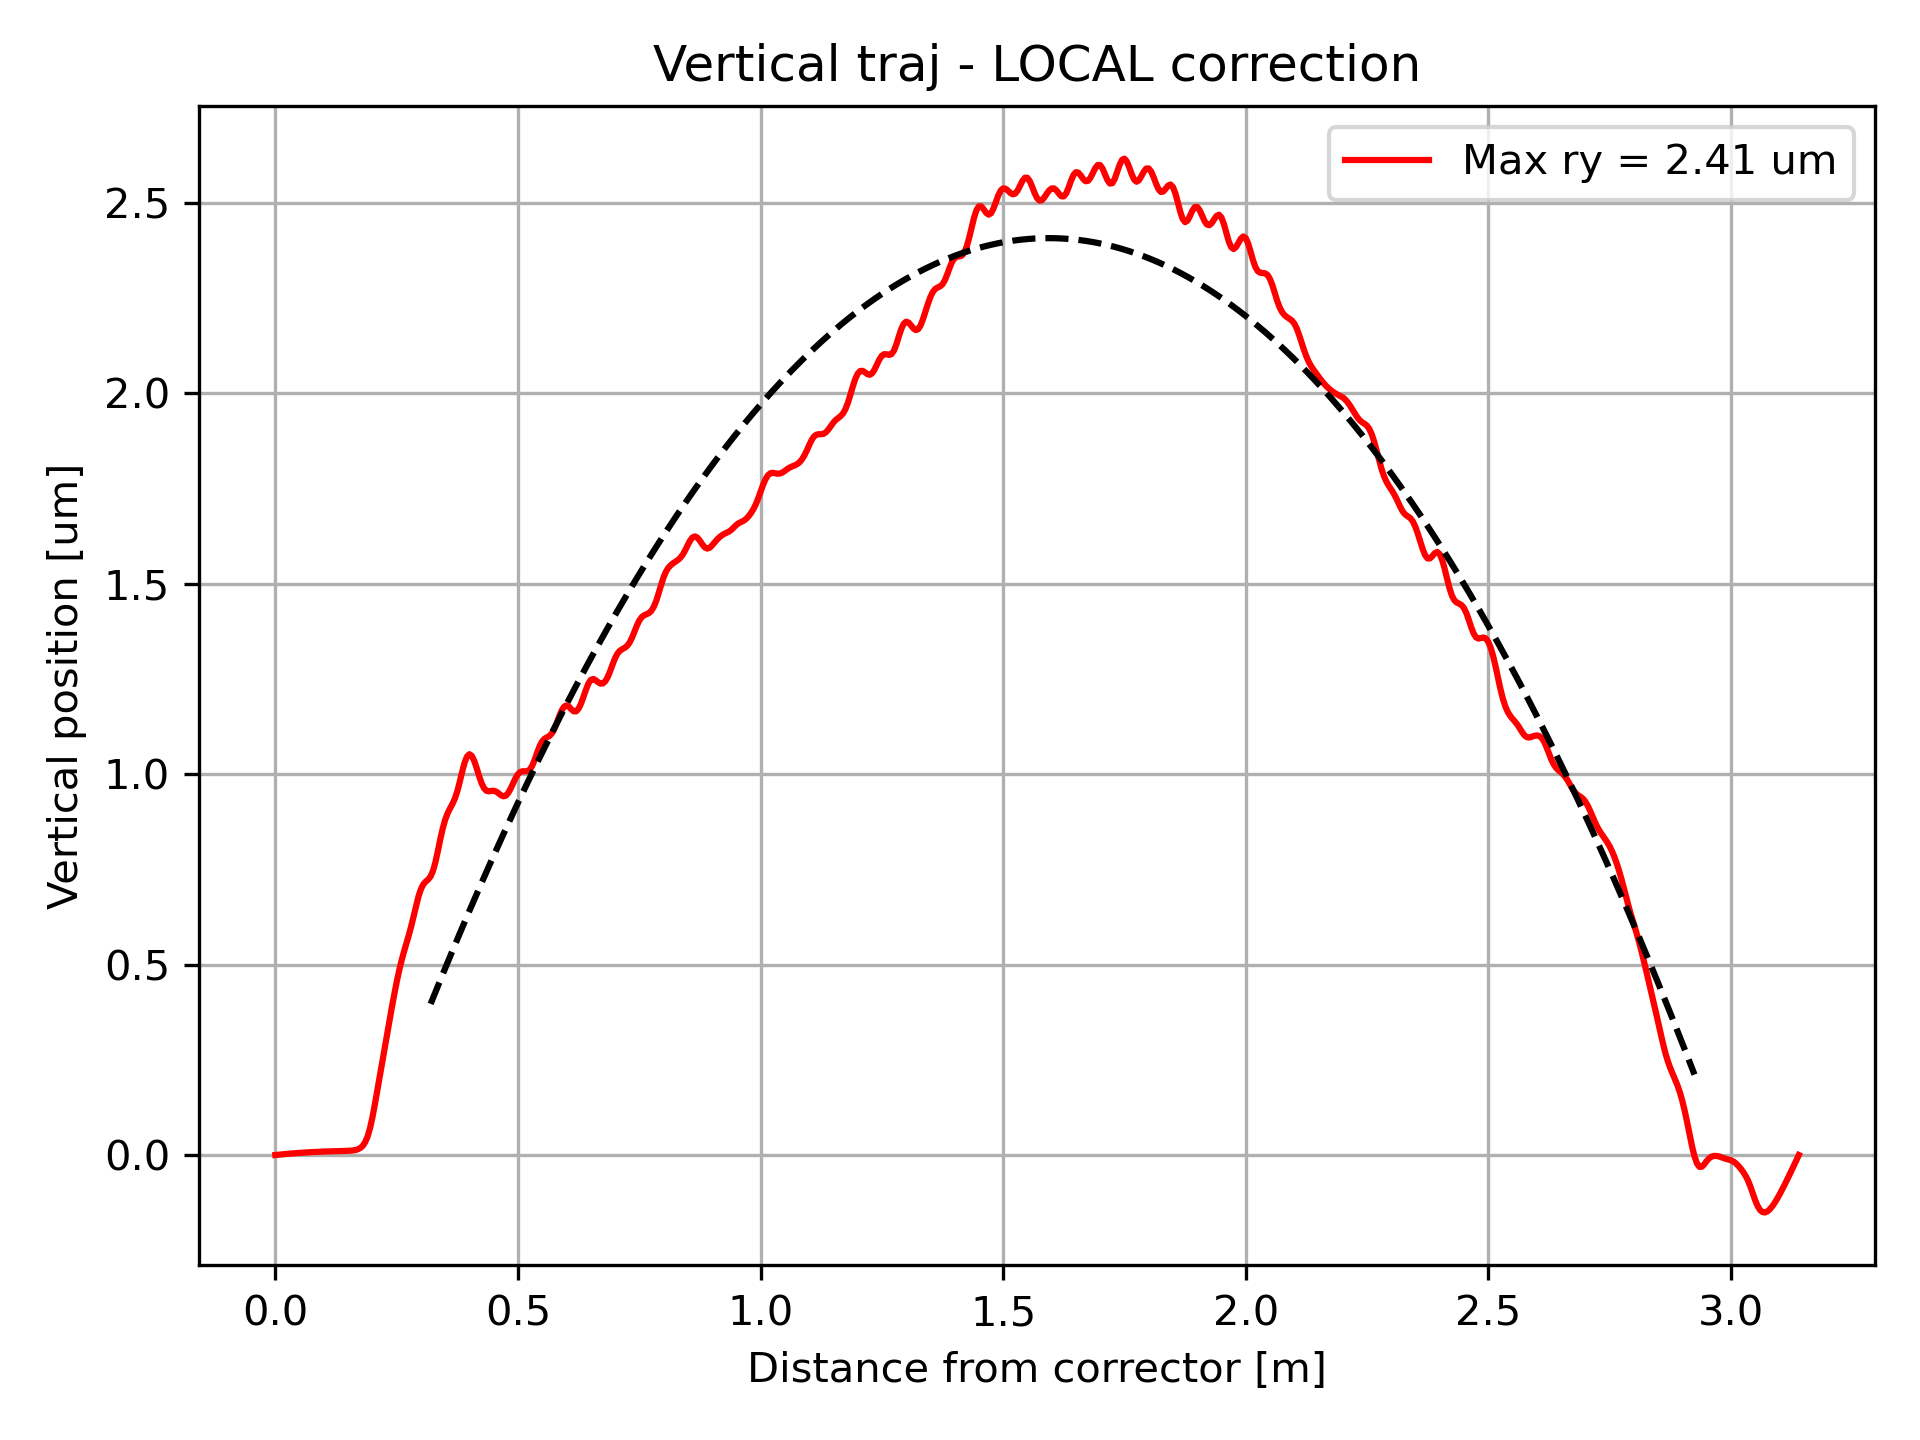 Vertical traj - LOCAL correction
Max ry = 2.41 um
Vertical position [um]
2.5
2.0
1.5
1.0
0.5
0.0
0.0 0.5 1.0 1.5 2.0 2.5 3.0
Distance from corrector [m]